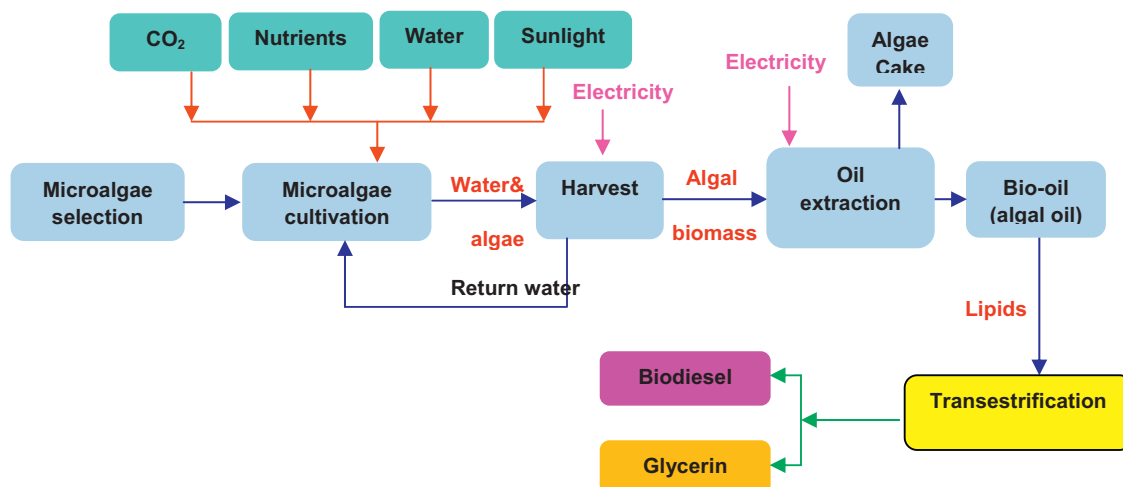 CO₂
Nutrients
Water
Sunlight
Electricity
Electricity
Algae
Cake
Microalgae
selection
Microalgae
cultivation
Water&
algae
Harvest
Algal
biomass
Oil
extraction
Bio-oil
(algal oil)
Return water
Lipids
Biodiesel
Transestrification
Glycerin